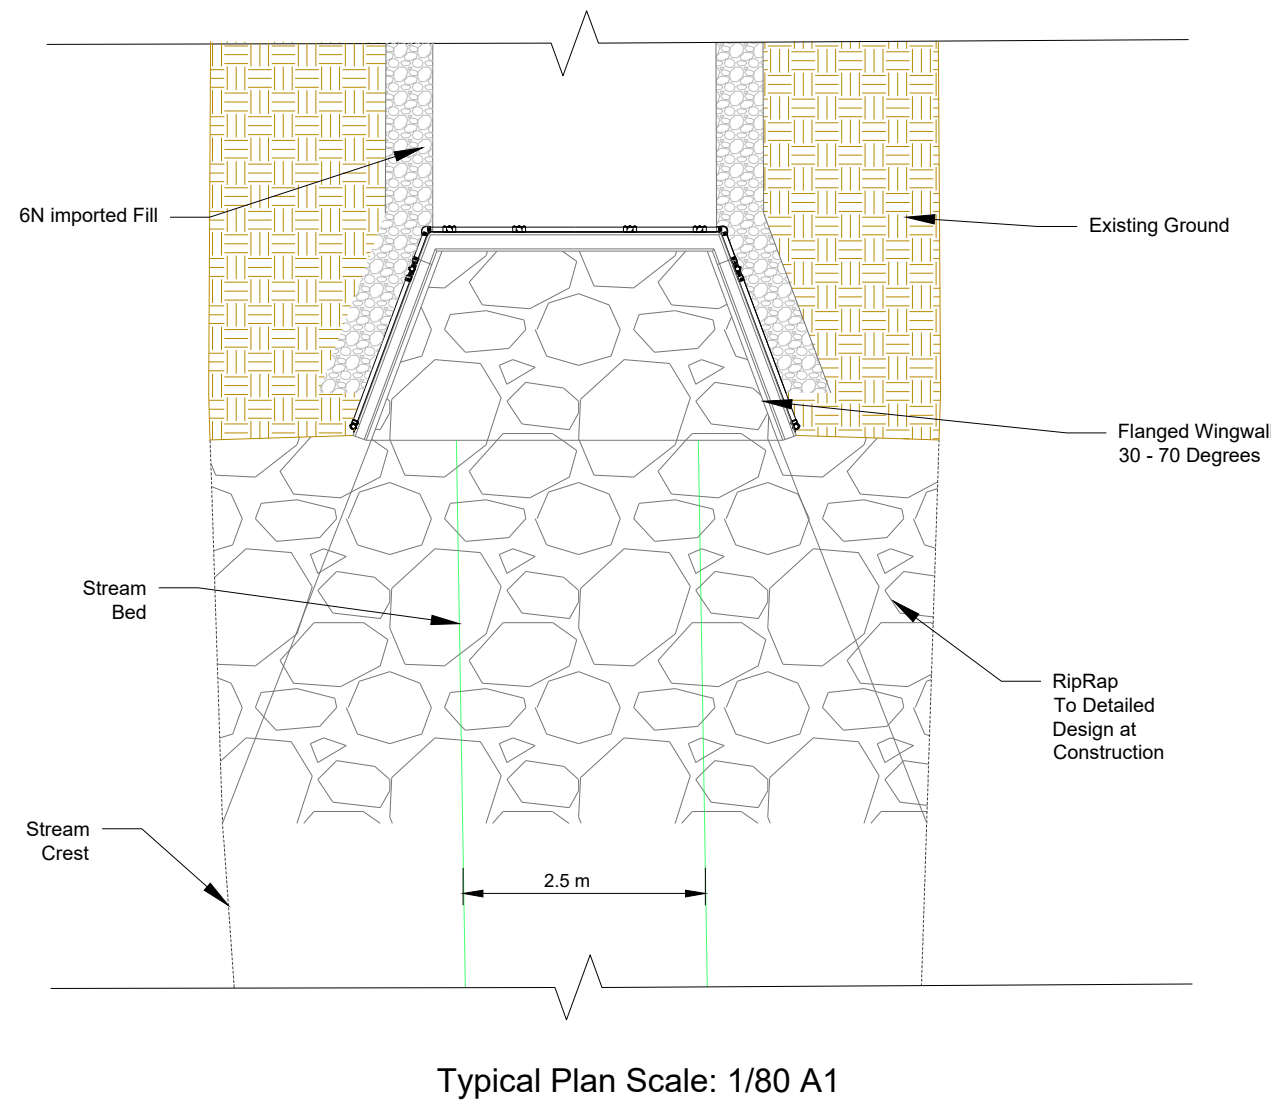 6N imported Fill
Existing Ground
Flanged Wingwal
30 - 70 Degrees
Stream
Bed
RipRap
To Detailed
Design at
Construction
Stream
Crest
2.5 m
Typical Plan Scale: 1/80 A1